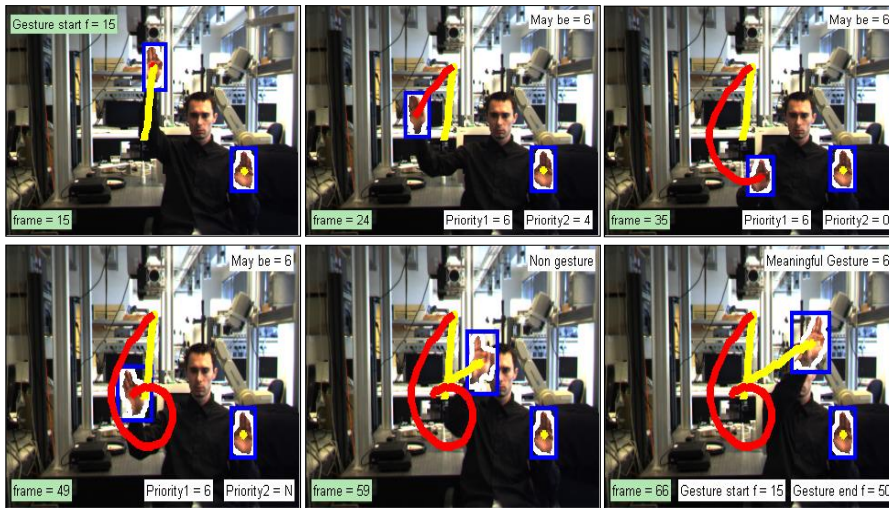 Gesture start f = 15
frame = 15
May be = 6
frame = 24
Priority1 = 6
Priority2 = 4
May be = 6
frame = 35
Priority1 = 6
Priority2 = 0
May be = 6
frame = 49
Priority1 = 6
Priority2 = N
Non gesture
frame = 59
Meaningful Gesture = 6
frame = 66
Gesture start f = 15
Gesture end f = 50